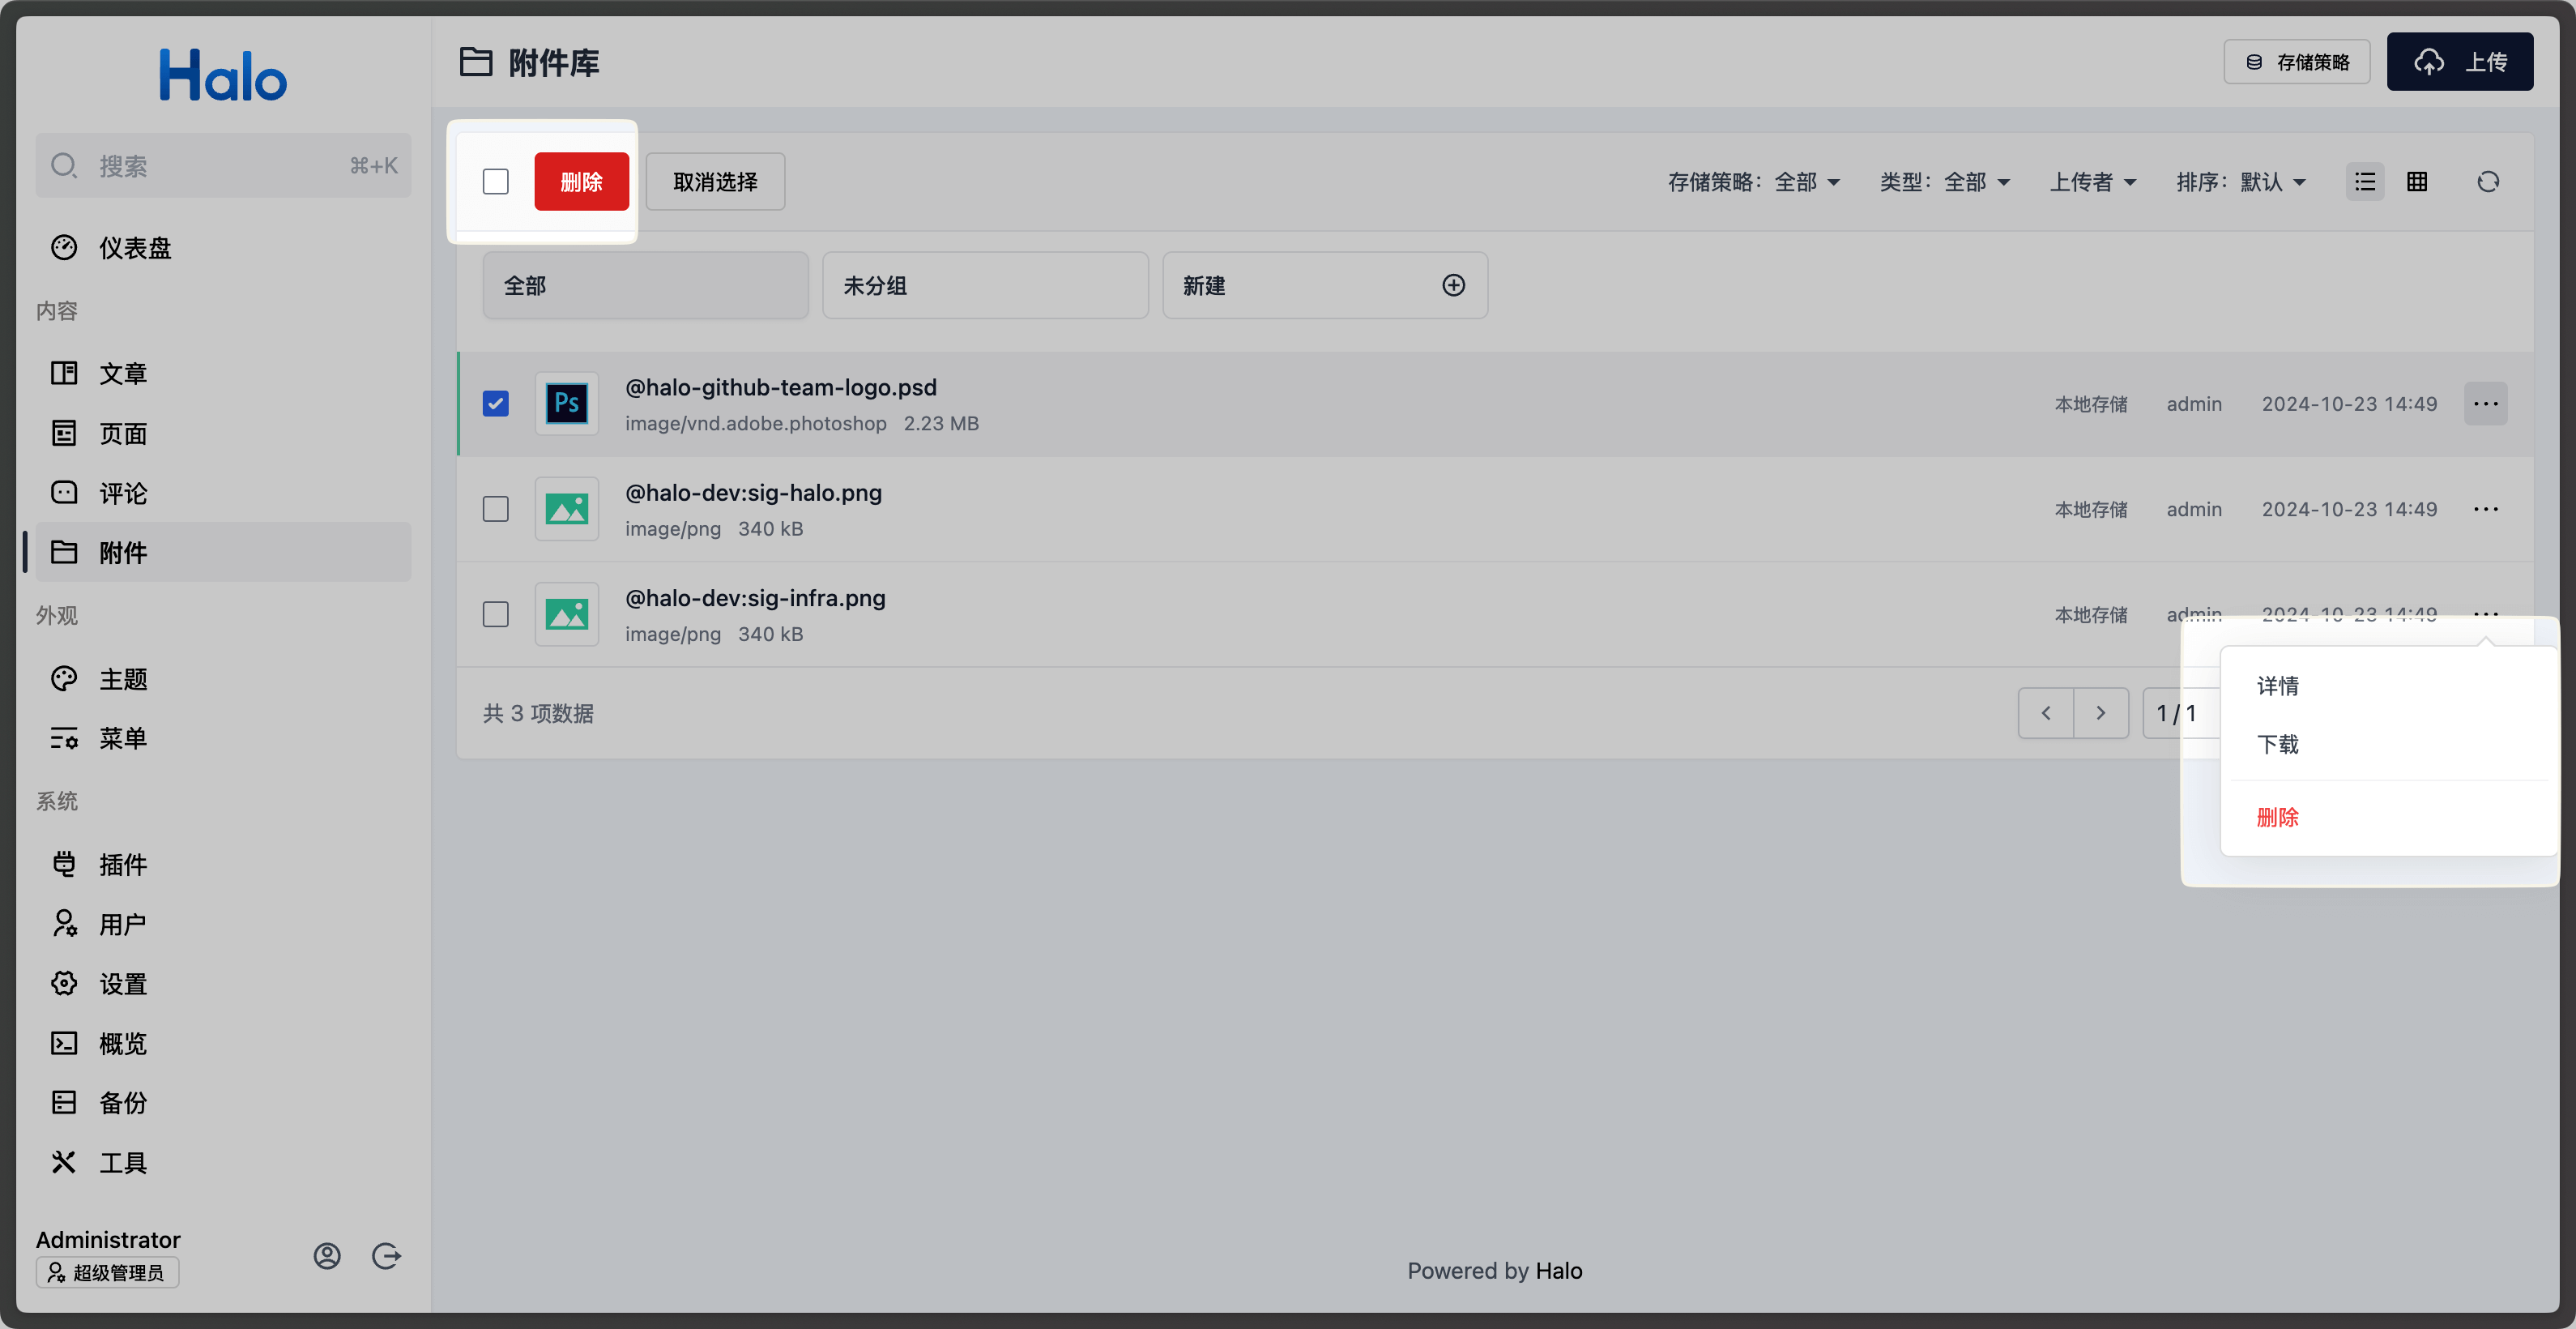 Halo
搜索 ⌘+K
仪表盘
内容
文章
页面
评论
附件
外观
主题
菜单
系统
插件
用户
设置
概览
备份
工具
Administrator
超级管理员
附件库
存储策略 上传
删除 取消选择 存储策略：全部 类型：全部 上传者 排序：默认
全部 未分组 新建
Ps
@halo-github-team-logo.psd
image/vnd.adobe.photoshop 2.23 MB
本地存储 admin 2024-10-23 14:49
@halo-dev:sig-halo.png
image/png 340 kB
本地存储 admin 2024-10-23 14:49
@halo-dev:sig-infra.png
image/png 340 kB
本地存储 admin 2024-10-23 14:49
共 3 项数据
1 / 1
详情
下载
删除
Powered by Halo